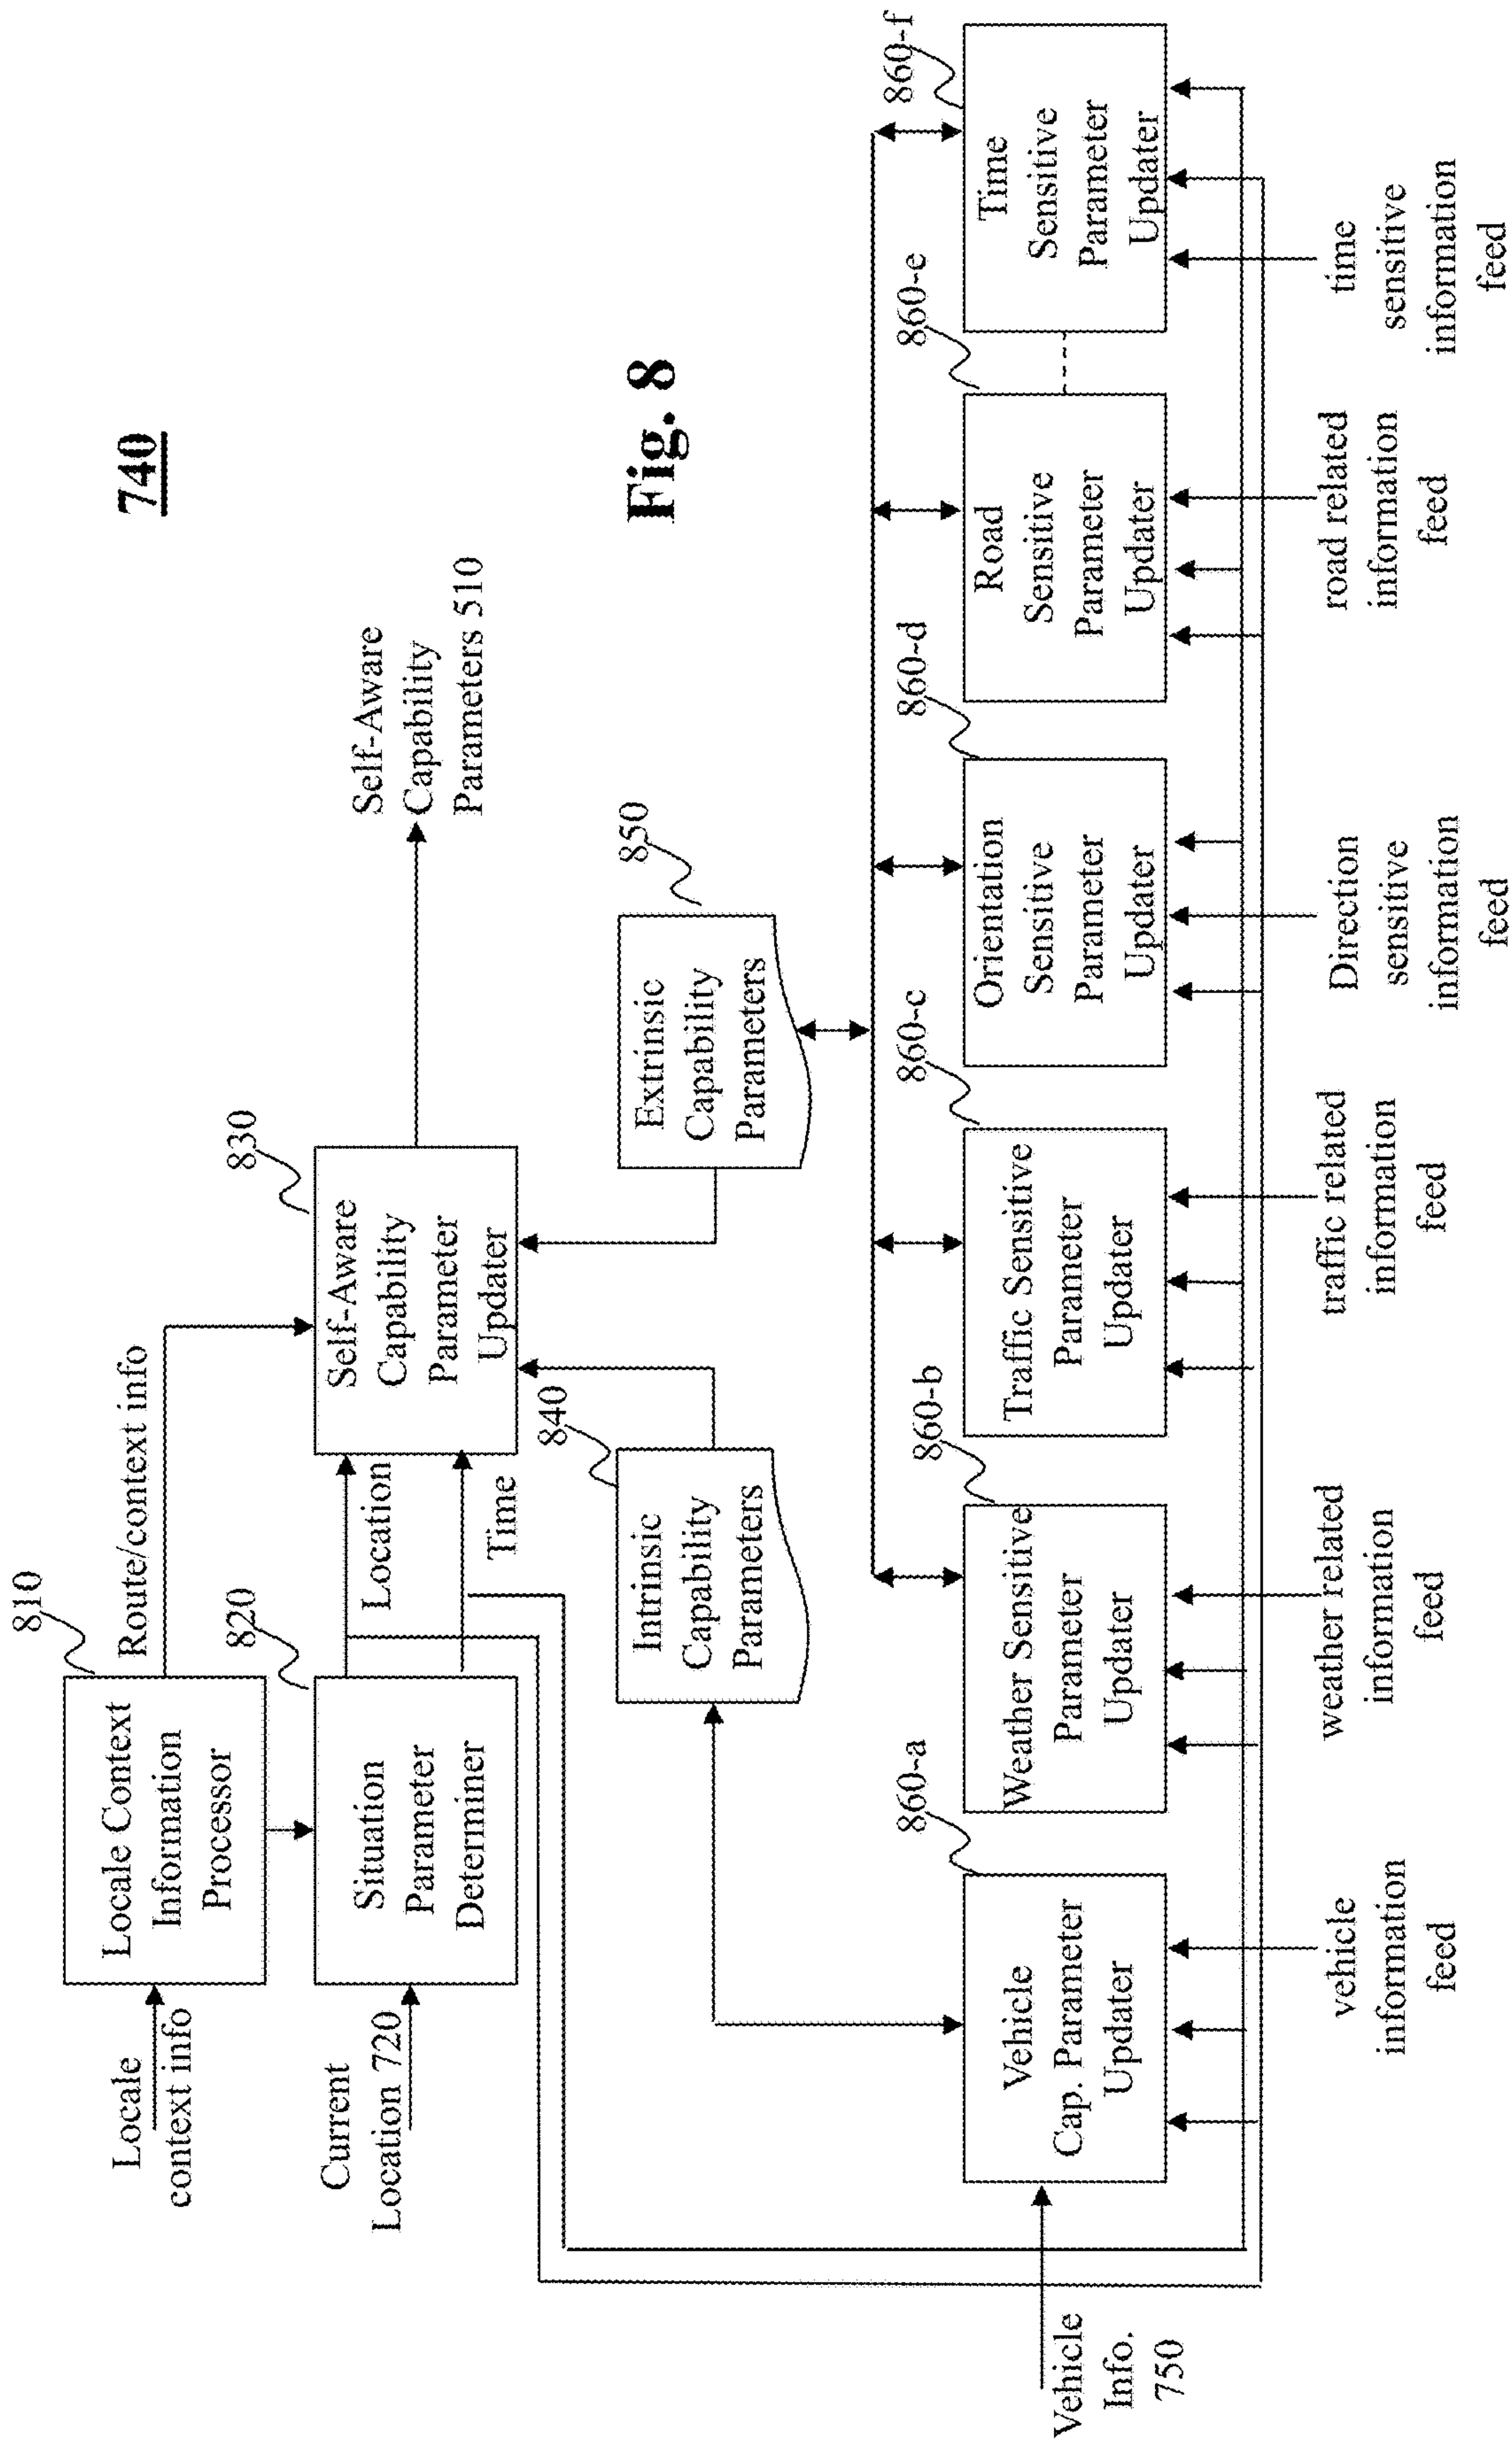 740
Locale
context info
Locale Context
Information
Processor
810
Route/context info
Current
Location 720
Situation
Parameter
Determiner
820
Location
Time
Self-Aware
Capability
Parameter
Updater
830
Self-Aware
Capability
Parameters 510
Intrinsic
Capability
Parameters
840
Extrinsic
Capability
Parameters
850
Fig. 8
Vehicle
Info.
750
Vehicle
Cap. Parameter
Updater
860-a
Weather Sensitive
Parameter
Updater
860-b
Traffic Sensitive
Parameter
Updater
860-c
Orientation
Sensitive
Parameter
Updater
860-d
Road
Sensitive
Parameter
Updater
860-e
Time
Sensitive
Parameter
Updater
860-f
vehicle
information
feed
weather related
information
feed
traffic related
information
feed
Direction
sensitive
information
feed
road related
information
feed
time
sensitive
information
feed